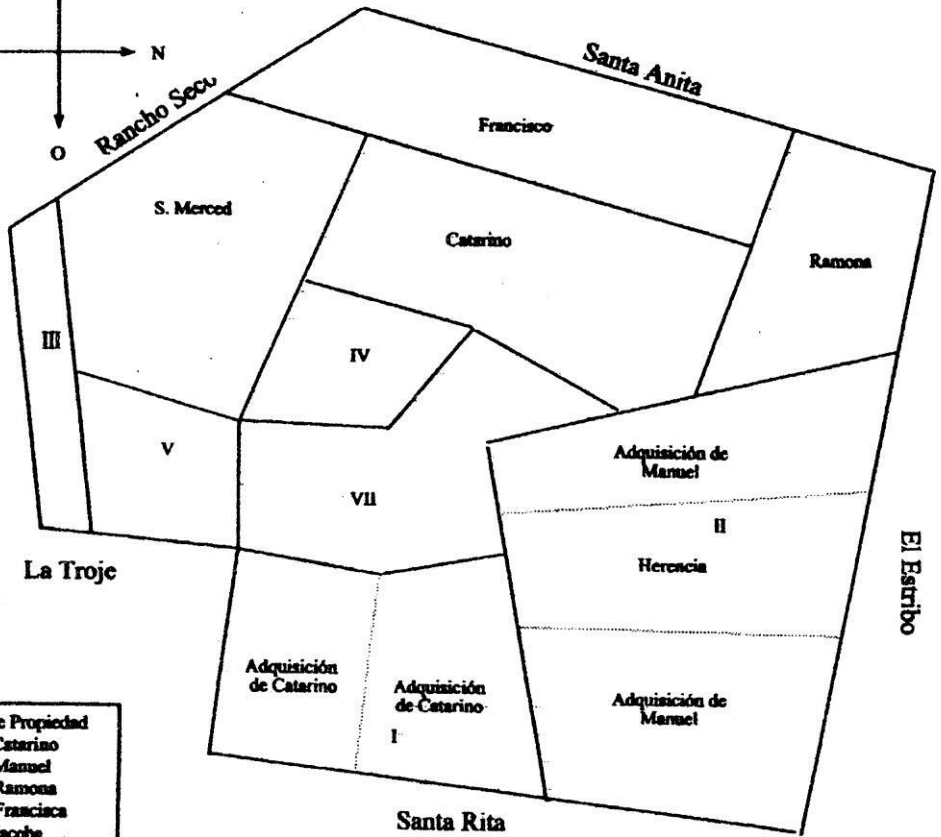 N
O
Rancho Seco
Santa Anita
Francisco
S. Merced
Catarino
Ramona
III
IV
V
VII
Adquisición de
Manuel
II
Herencia
El Estribo
La Troje
Adquisición
de Catarino
Adquisición
de Catarino
I
Adquisición de
Manuel
Santa Rita
e Propiedad
Catarino
Manuel
Ramona
Francisca